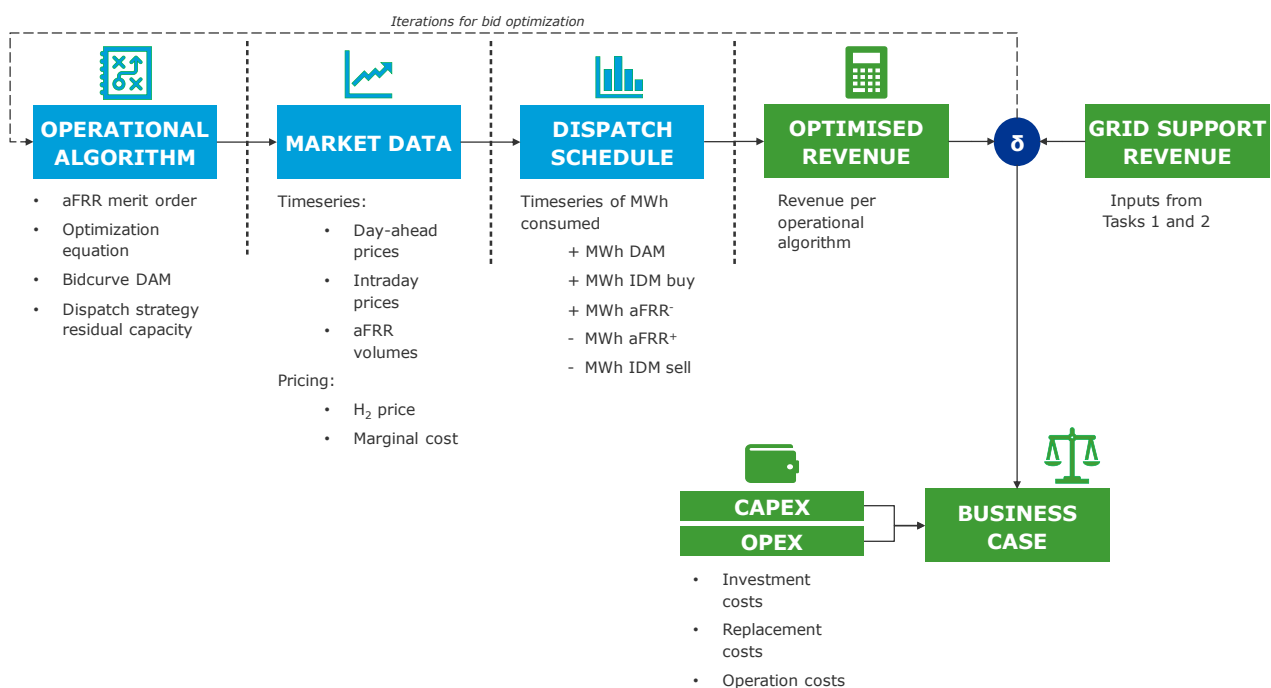 Iterations for bid optimization
OPERATIONAL
ALGORITHM
• aFRR merit order
• Optimization
equation
• Bidcurve DAM
• Dispatch strategy
residual capacity
MARKET DATA
Timeseries:
• Day-ahead
prices
• Intraday
prices
• aFRR
volumes
Pricing:
• H₂ price
• Marginal cost
DISPATCH
SCHEDULE
Timeseries of MWh
consumed
+ MWh DAM
+ MWh IDM buy
+ MWh aFRR⁻
- MWh aFRR⁺
- MWh IDM sell
OPTIMISED
REVENUE
Revenue per
operational
algorithm
δ
GRID SUPPORT
REVENUE
Inputs from
Tasks 1 and 2
CAPEX
OPEX
• Investment
costs
• Replacement
costs
• Operation costs
BUSINESS
CASE